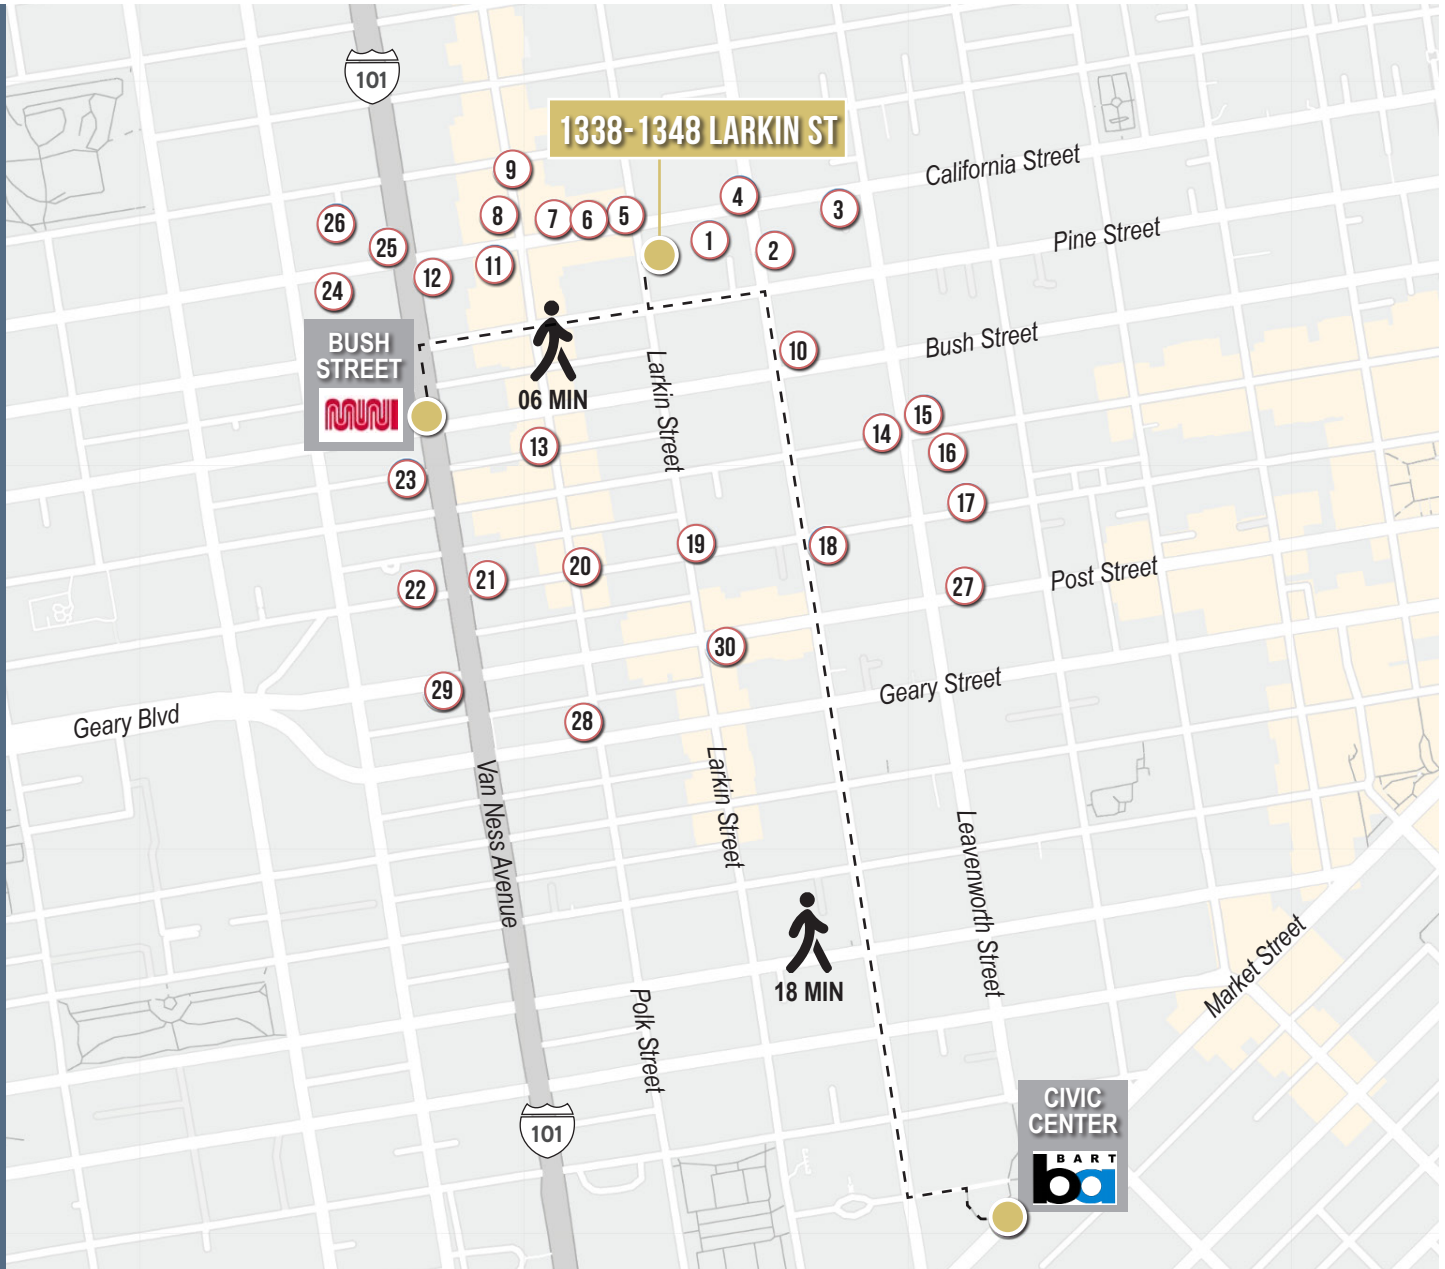 101
1338-1348 LARKIN ST
California Street
9
4
3
26
8
7
6
5
25
1
2
Pine Street
12
11
24
BUSH
STREET
MUNI
06 MIN
10
Bush Street
Larkin Street
13
14
15
16
23
17
19
18
20
21
22
27
Post Street
30
29
28
Geary Street
Geary Blvd
Van Ness Avenue
Larkin Street
Leavenworth Street
18 MIN
Market Street
Polk Street
101
CIVIC
CENTER
BART
ba